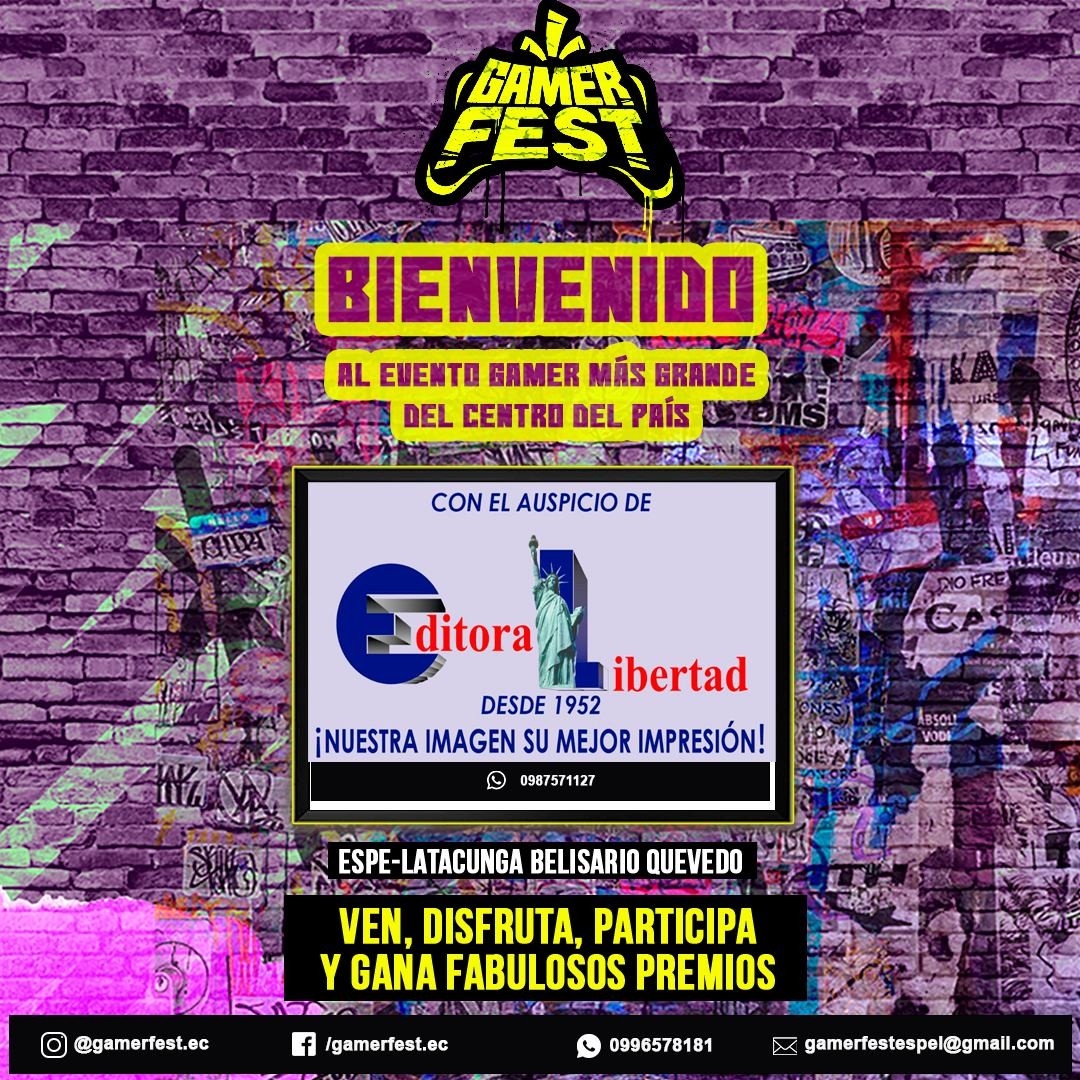 GAMER
FEST
BIENVENIDO
AL EVENTO GAMER MÁS GRANDE
DEL CENTRO DEL PAÍS
CON EL AUSPICIO DE
Editora Libertad
DESDE 1952
¡NUESTRA IMAGEN SU MEJOR IMPRESIÓN!
0987571127
ESPE-LATACUNGA BELISARIO QUEVEDO
VEN, DISFRUTA, PARTICIPA
Y GANA FABULOSOS PREMIOS
@gamerfest.ec
/gamerfest.ec
0996578181
gamerfestespel@gmail.com